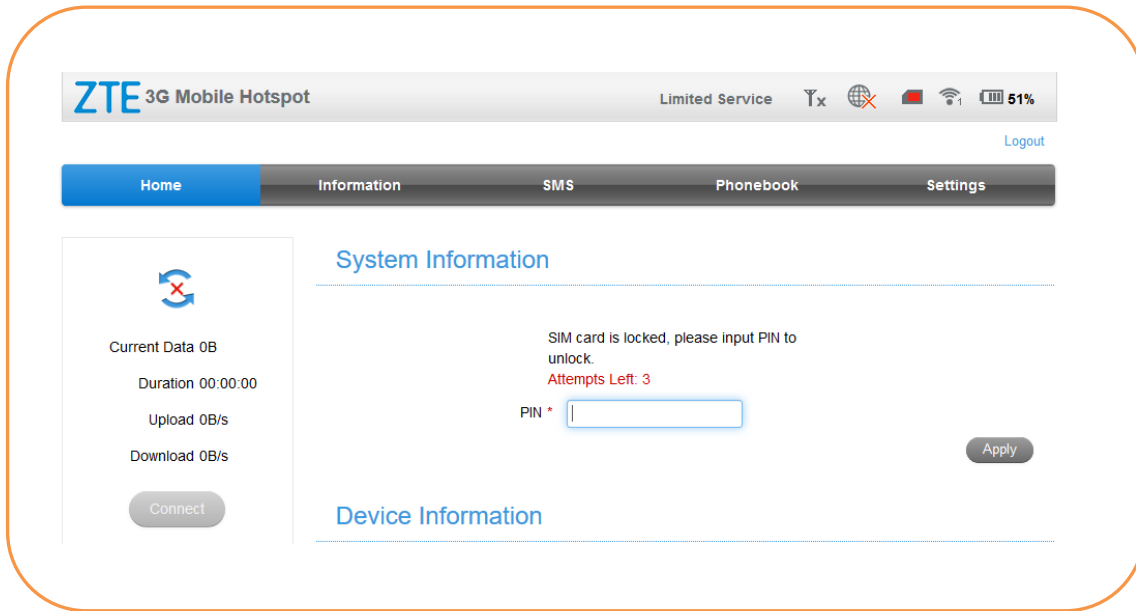 ZTE 3G Mobile Hotspot Limited Service 1 51%
Logout
Home Information SMS Phonebook Settings
System Information
Current Data 0B
Duration 00:00:00
Upload 0B/s
Download 0B/s
Connect
SIM card is locked, please input PIN to
unlock.
Attempts Left: 3
PIN *
Apply
Device Information